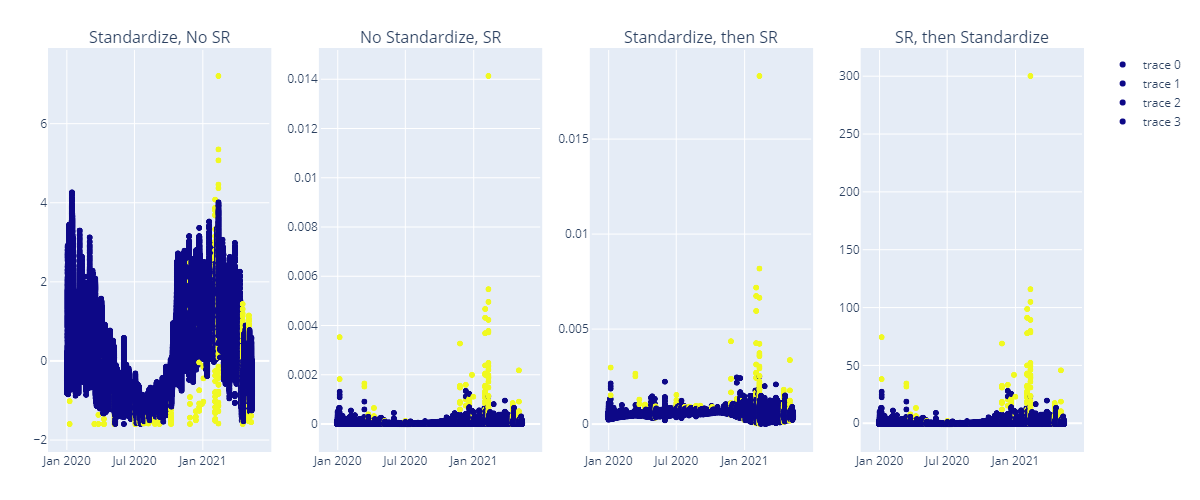 Standardize, No SR
No Standardize, SR
Standardize, then SR
SR, then Standardize
6
4
2
0
−2
Jan 2020
Jul 2020
Jan 2021
0.014
0.012
0.01
0.008
0.006
0.004
0.002
0
Jan 2020
Jul 2020
Jan 2021
0.015
0.01
0.005
0
Jan 2020
Jul 2020
Jan 2021
300
250
200
150
100
50
0
Jan 2020
Jul 2020
Jan 2021
trace 0
trace 1
trace 2
trace 3